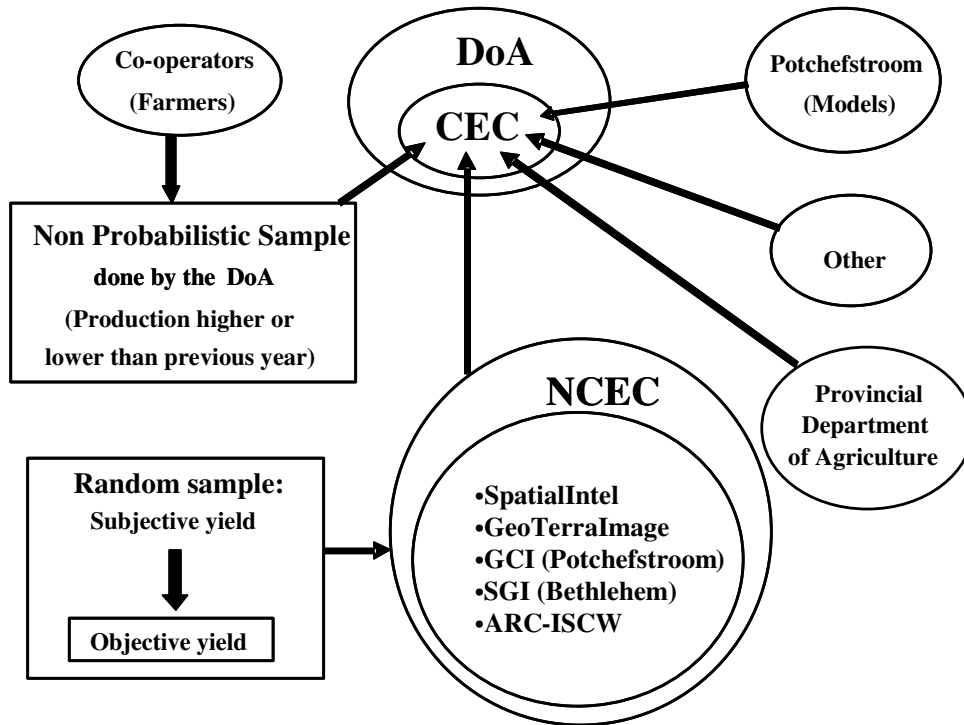 Co-operators
(Farmers)
DoA
CEC
Potchefstroom
(Models)
Non Probabilistic Sample
done by the DoA
(Production higher or
lower than previous year)
Other
NCEC
Provincial
Department
of Agriculture
Random sample:
Subjective yield
Objective yield
•SpatialIntel
•GeoTerraImage
•GCI (Potchefstroom)
•SGI (Bethlehem)
•ARC-ISCW